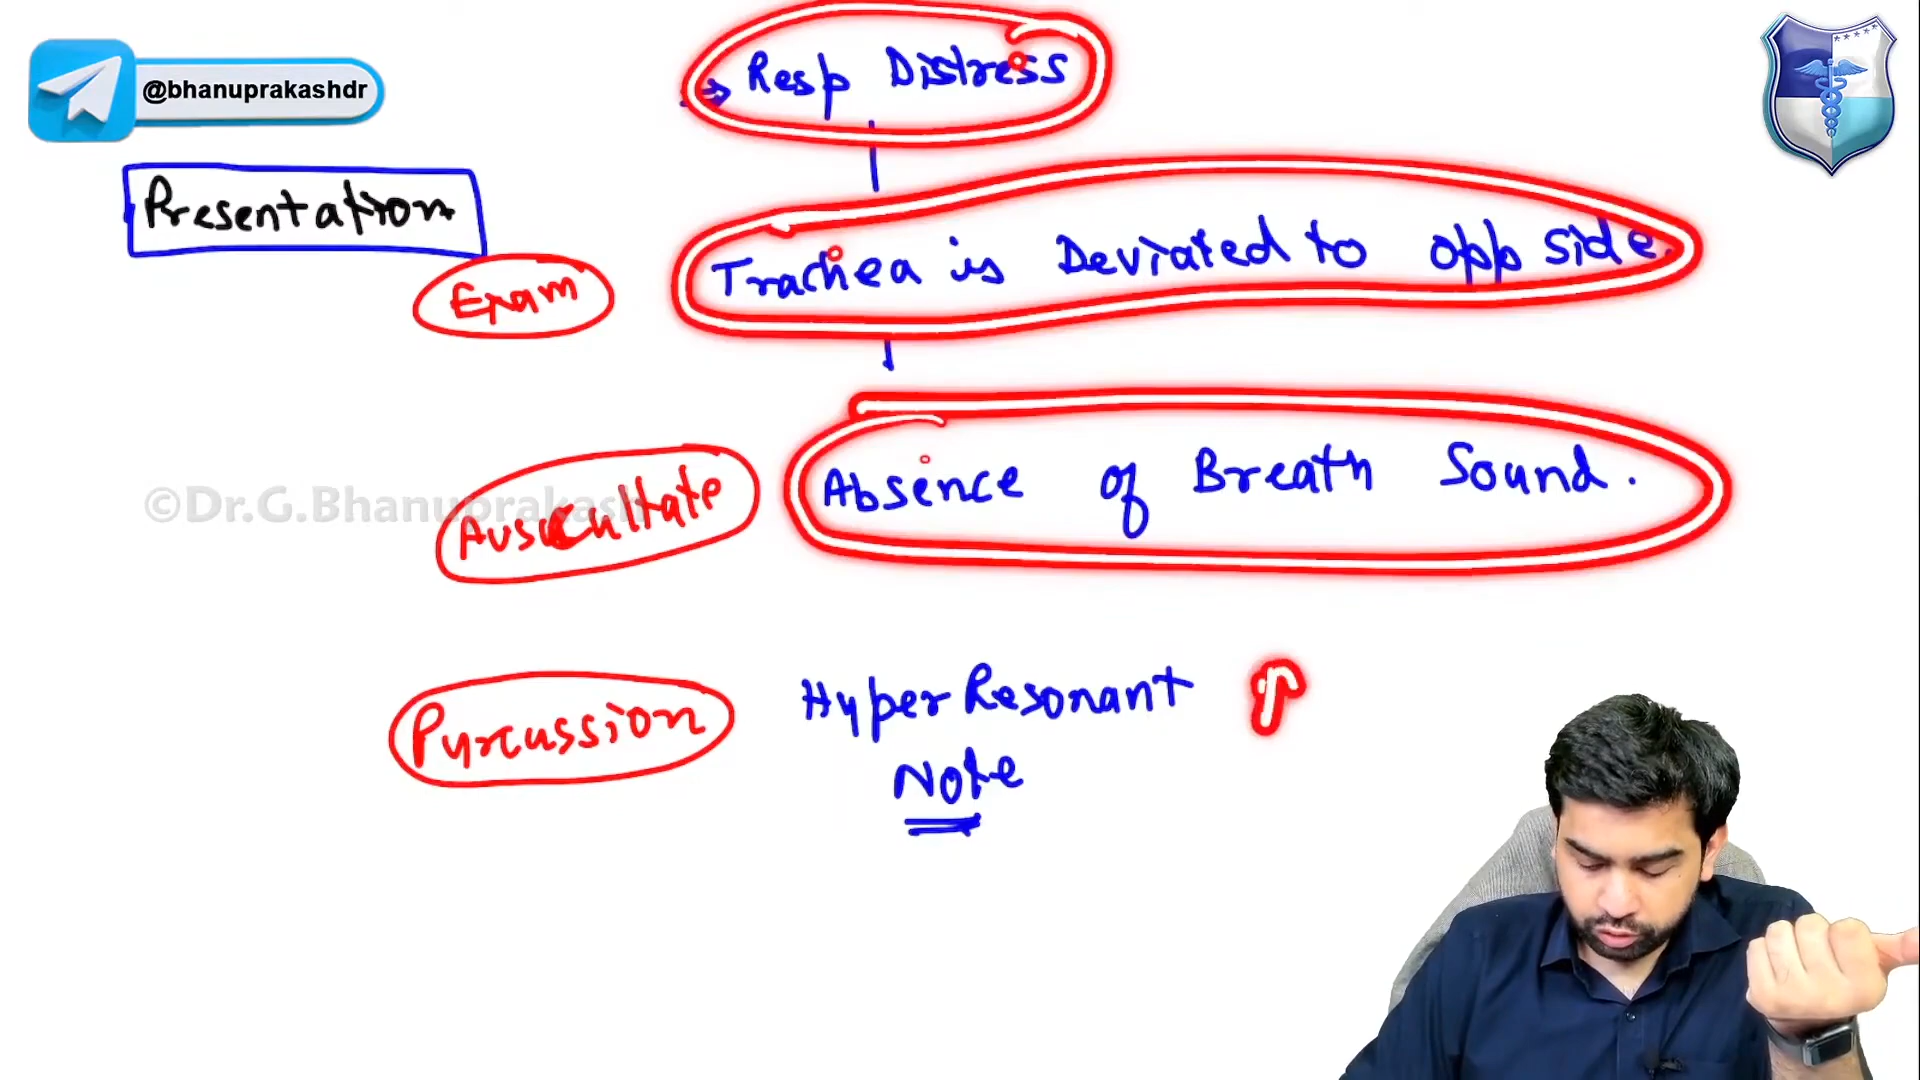 @bhanuprakashdr
→ Resp Distress
Presentation
Trachea is Deviated to opp side.
Exam
Absence of Breath Sound.
©Dr.G.Bhanuprakash
Auscultate
Hyper Resonant
Pyrcussion
Note